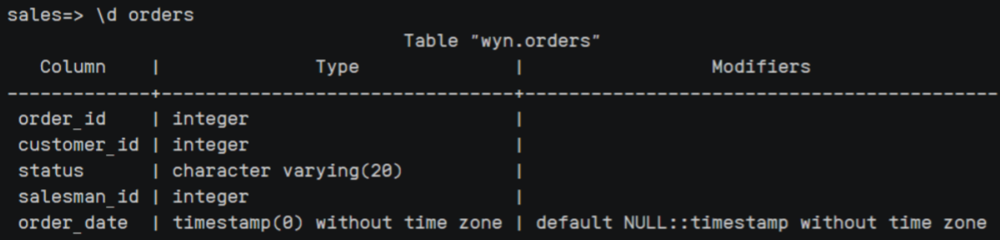 sales=> \d orders
Table "wyn.orders"
Column | Type | Modifiers
-------------+--------------------------------+-------------------------------------------
order_id | integer |
customer_id | integer |
status | character varying(20) |
salesman_id | integer |
order_date | timestamp(0) without time zone | default NULL::timestamp without time zone